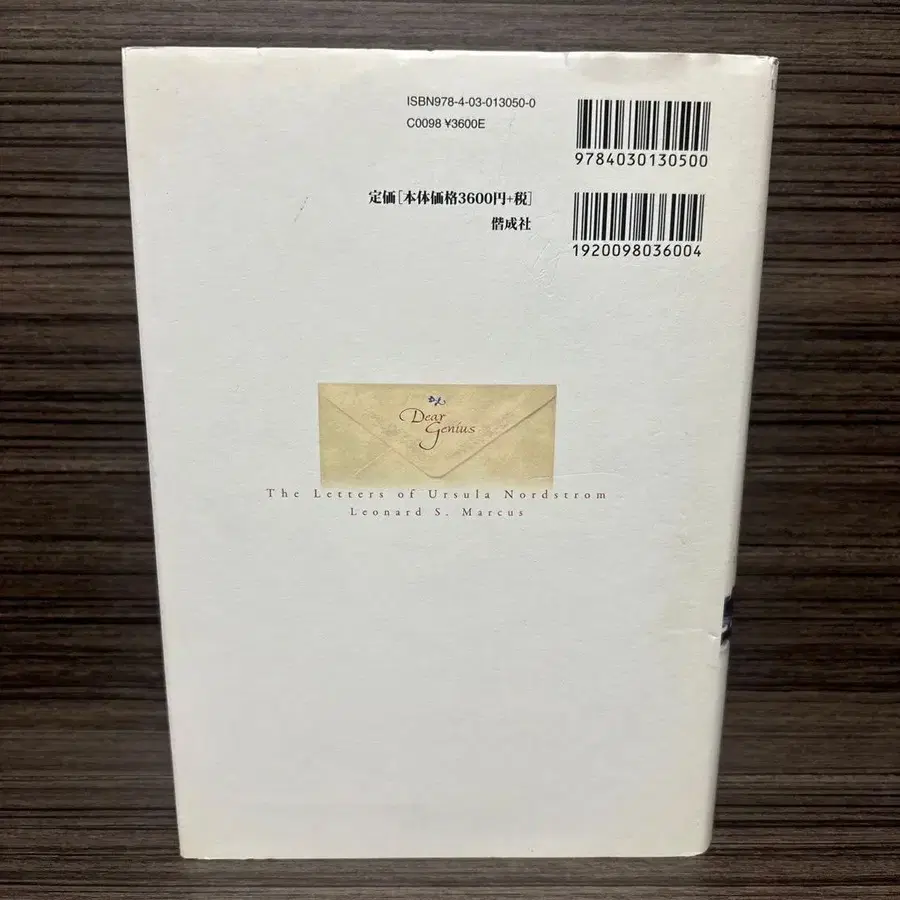 ISBN978-4-03-013050-0
C0098 ¥3600E
9784030130500
定価[本体価格3600円+税]
偕成社
1920098036004
Dear
Genius
The Letters of Ursula Nordstrom
Leonard S. Marcus